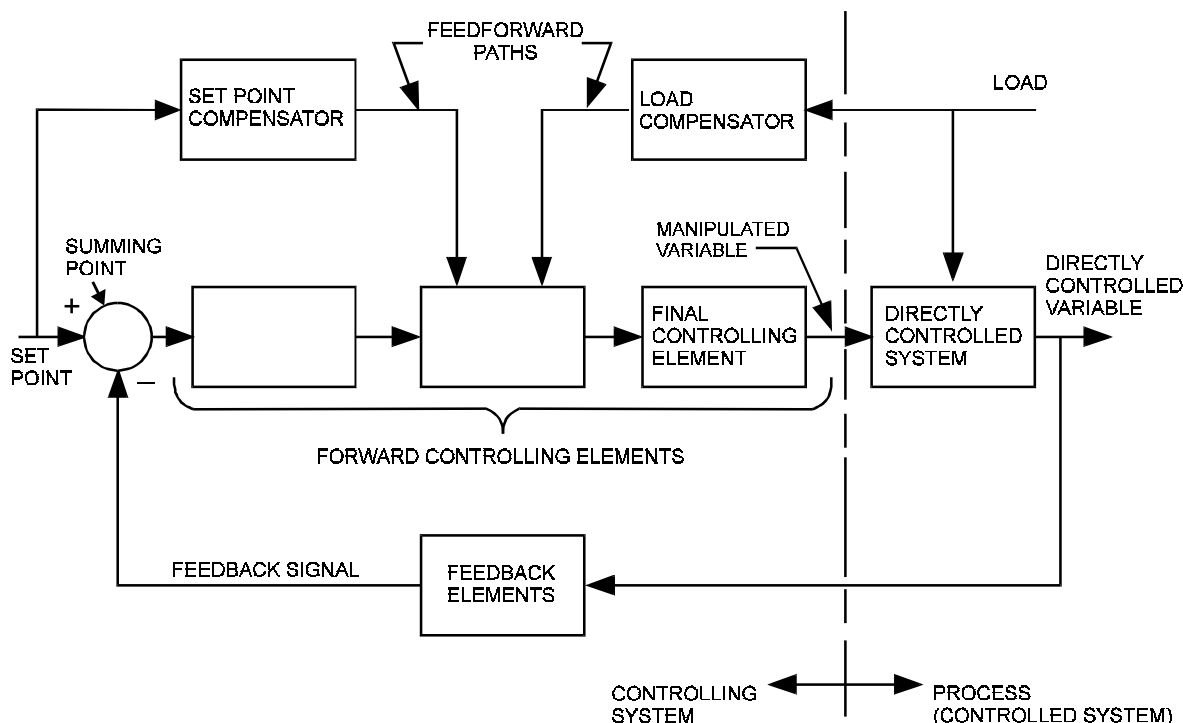 FEEDFORWARD
PATHS
LOAD
SET POINT
COMPENSATOR
LOAD
COMPENSATOR
SUMMING
POINT
MANIPULATED
VARIABLE
DIRECTLY
CONTROLLED
VARIABLE
+
SET
POINT
−
FINAL
CONTROLLING
ELEMENT
DIRECTLY
CONTROLLED
SYSTEM
FORWARD CONTROLLING ELEMENTS
FEEDBACK SIGNAL
FEEDBACK
ELEMENTS
CONTROLLING
SYSTEM
PROCESS
(CONTROLLED SYSTEM)